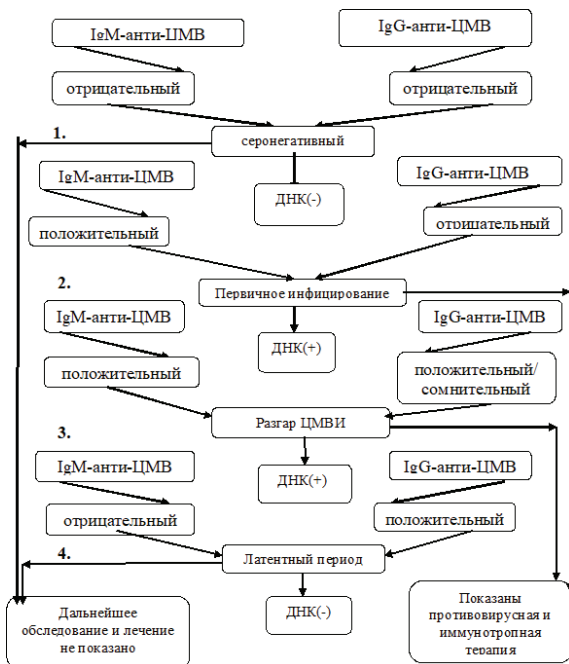 IgM-анти-ЦМВ
IgG-анти-ЦМВ
отрицательный
отрицательный
1.
серонегативный
IgM-анти-ЦМВ
IgG-анти-ЦМВ
ДНК(-)
положительный
отрицательный
2.
Первичное инфицирование
IgM-анти-ЦМВ
IgG-анти-ЦМВ
ДНК(+)
положительный
положительный/
сомнительный
Разгар ЦМВИ
3.
IgM-анти-ЦМВ
IgG-анти-ЦМВ
ДНК(+)
отрицательный
положительный
4.
Латентный период
ДНК(-)
Дальнейшее
обследование и лечение
не показано
Показаны
противовирусная и
иммунотропная
терапия